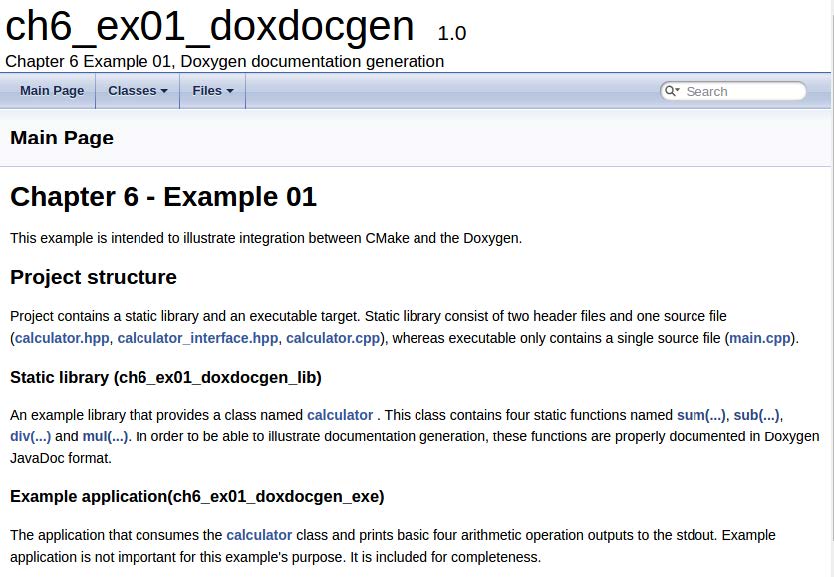 ch6_ex01_doxdocgen 1.0
Chapter 6 Example 01, Doxygen documentation generation
Main Page Classes Files Search
Main Page
Chapter 6 - Example 01
This example is intended to illustrate integration between CMake and the Doxygen.
Project structure
Project contains a static library and an executable target. Static library consist of two header files and one source file
(calculator.hpp, calculator_interface.hpp, calculator.cpp), whereas executable only contains a single source file (main.cpp).
Static library (ch6_ex01_doxdocgen_lib)
An example library that provides a class named calculator . This class contains four static functions named sum(...), sub(...),
div(...) and mul(...). In order to be able to illustrate documentation generation, these functions are properly documented in Doxygen
JavaDoc format.
Example application(ch6_ex01_doxdocgen_exe)
The application that consumes the calculator class and prints basic four arithmetic operation outputs to the stdout. Example
application is not important for this example's purpose. It is included for completeness.